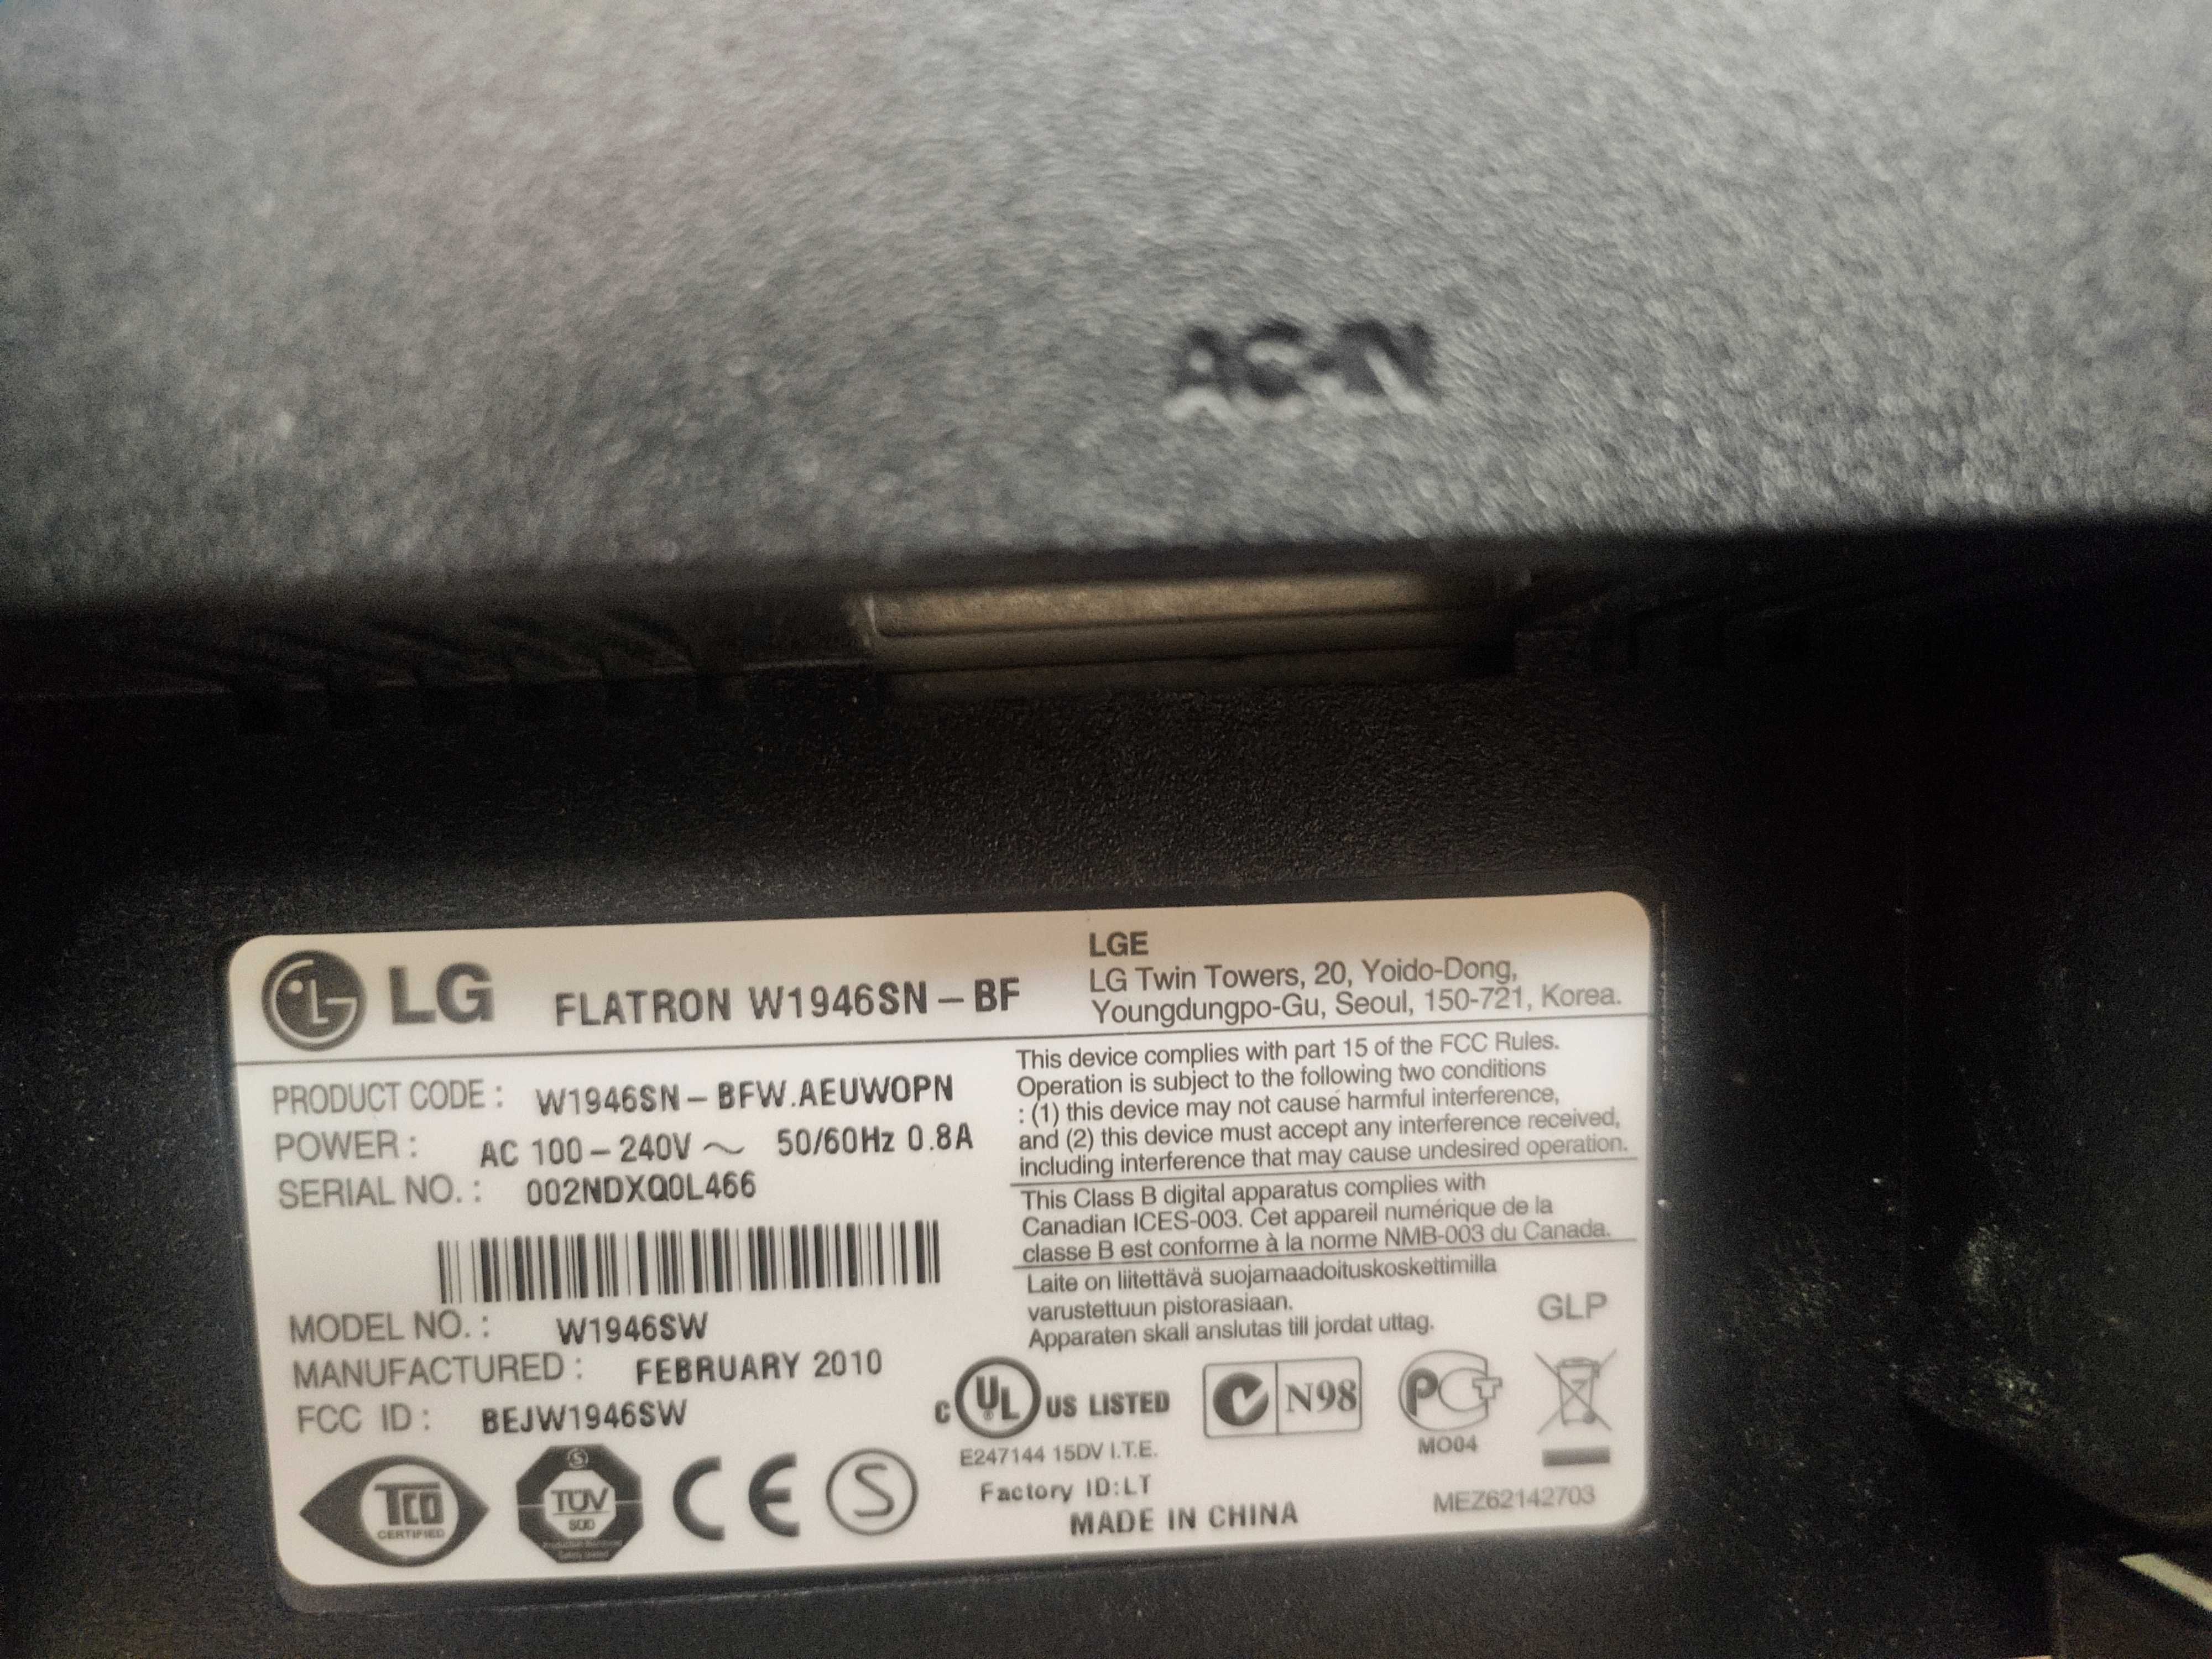 AC-IN
LG
FLATRON W1946SN-BF
LGE
LG Twin Towers, 20, Yoido-Dong,
Youngdungpo-Gu, Seoul, 150-721, Korea.
PRODUCT CODE : W1946SN-BFW.AEUWOPN
POWER : AC 100-240V ~ 50/60Hz 0.8A
SERIAL NO. : 002NDXQ0L466
MODEL NO. : W1946SW
MANUFACTURED : FEBRUARY 2010
FCC ID : BEJW1946SW
TCO
CERTIFIED
TÜV
SÜD
CE
S
This device complies with part 15 of the FCC Rules.
Operation is subject to the following two conditions
: (1) this device may not cause harmful interference,
and (2) this device must accept any interference received,
including interference that may cause undesired operation.
This Class B digital apparatus complies with
Canadian ICES-003. Cet appareil numérique de la
classe B est conforme à la norme NMB-003 du Canada.
Laite on liitettävä suojamaadoituskoskettimilla
varustettuun pistorasiaan.
Apparaten skall anslutas till jordat uttag.
GLP
C UL US LISTED
N98
PCT
MO04
E247144 15DV I.T.E.
Factory ID:LT
MADE IN CHINA
MEZ62142703